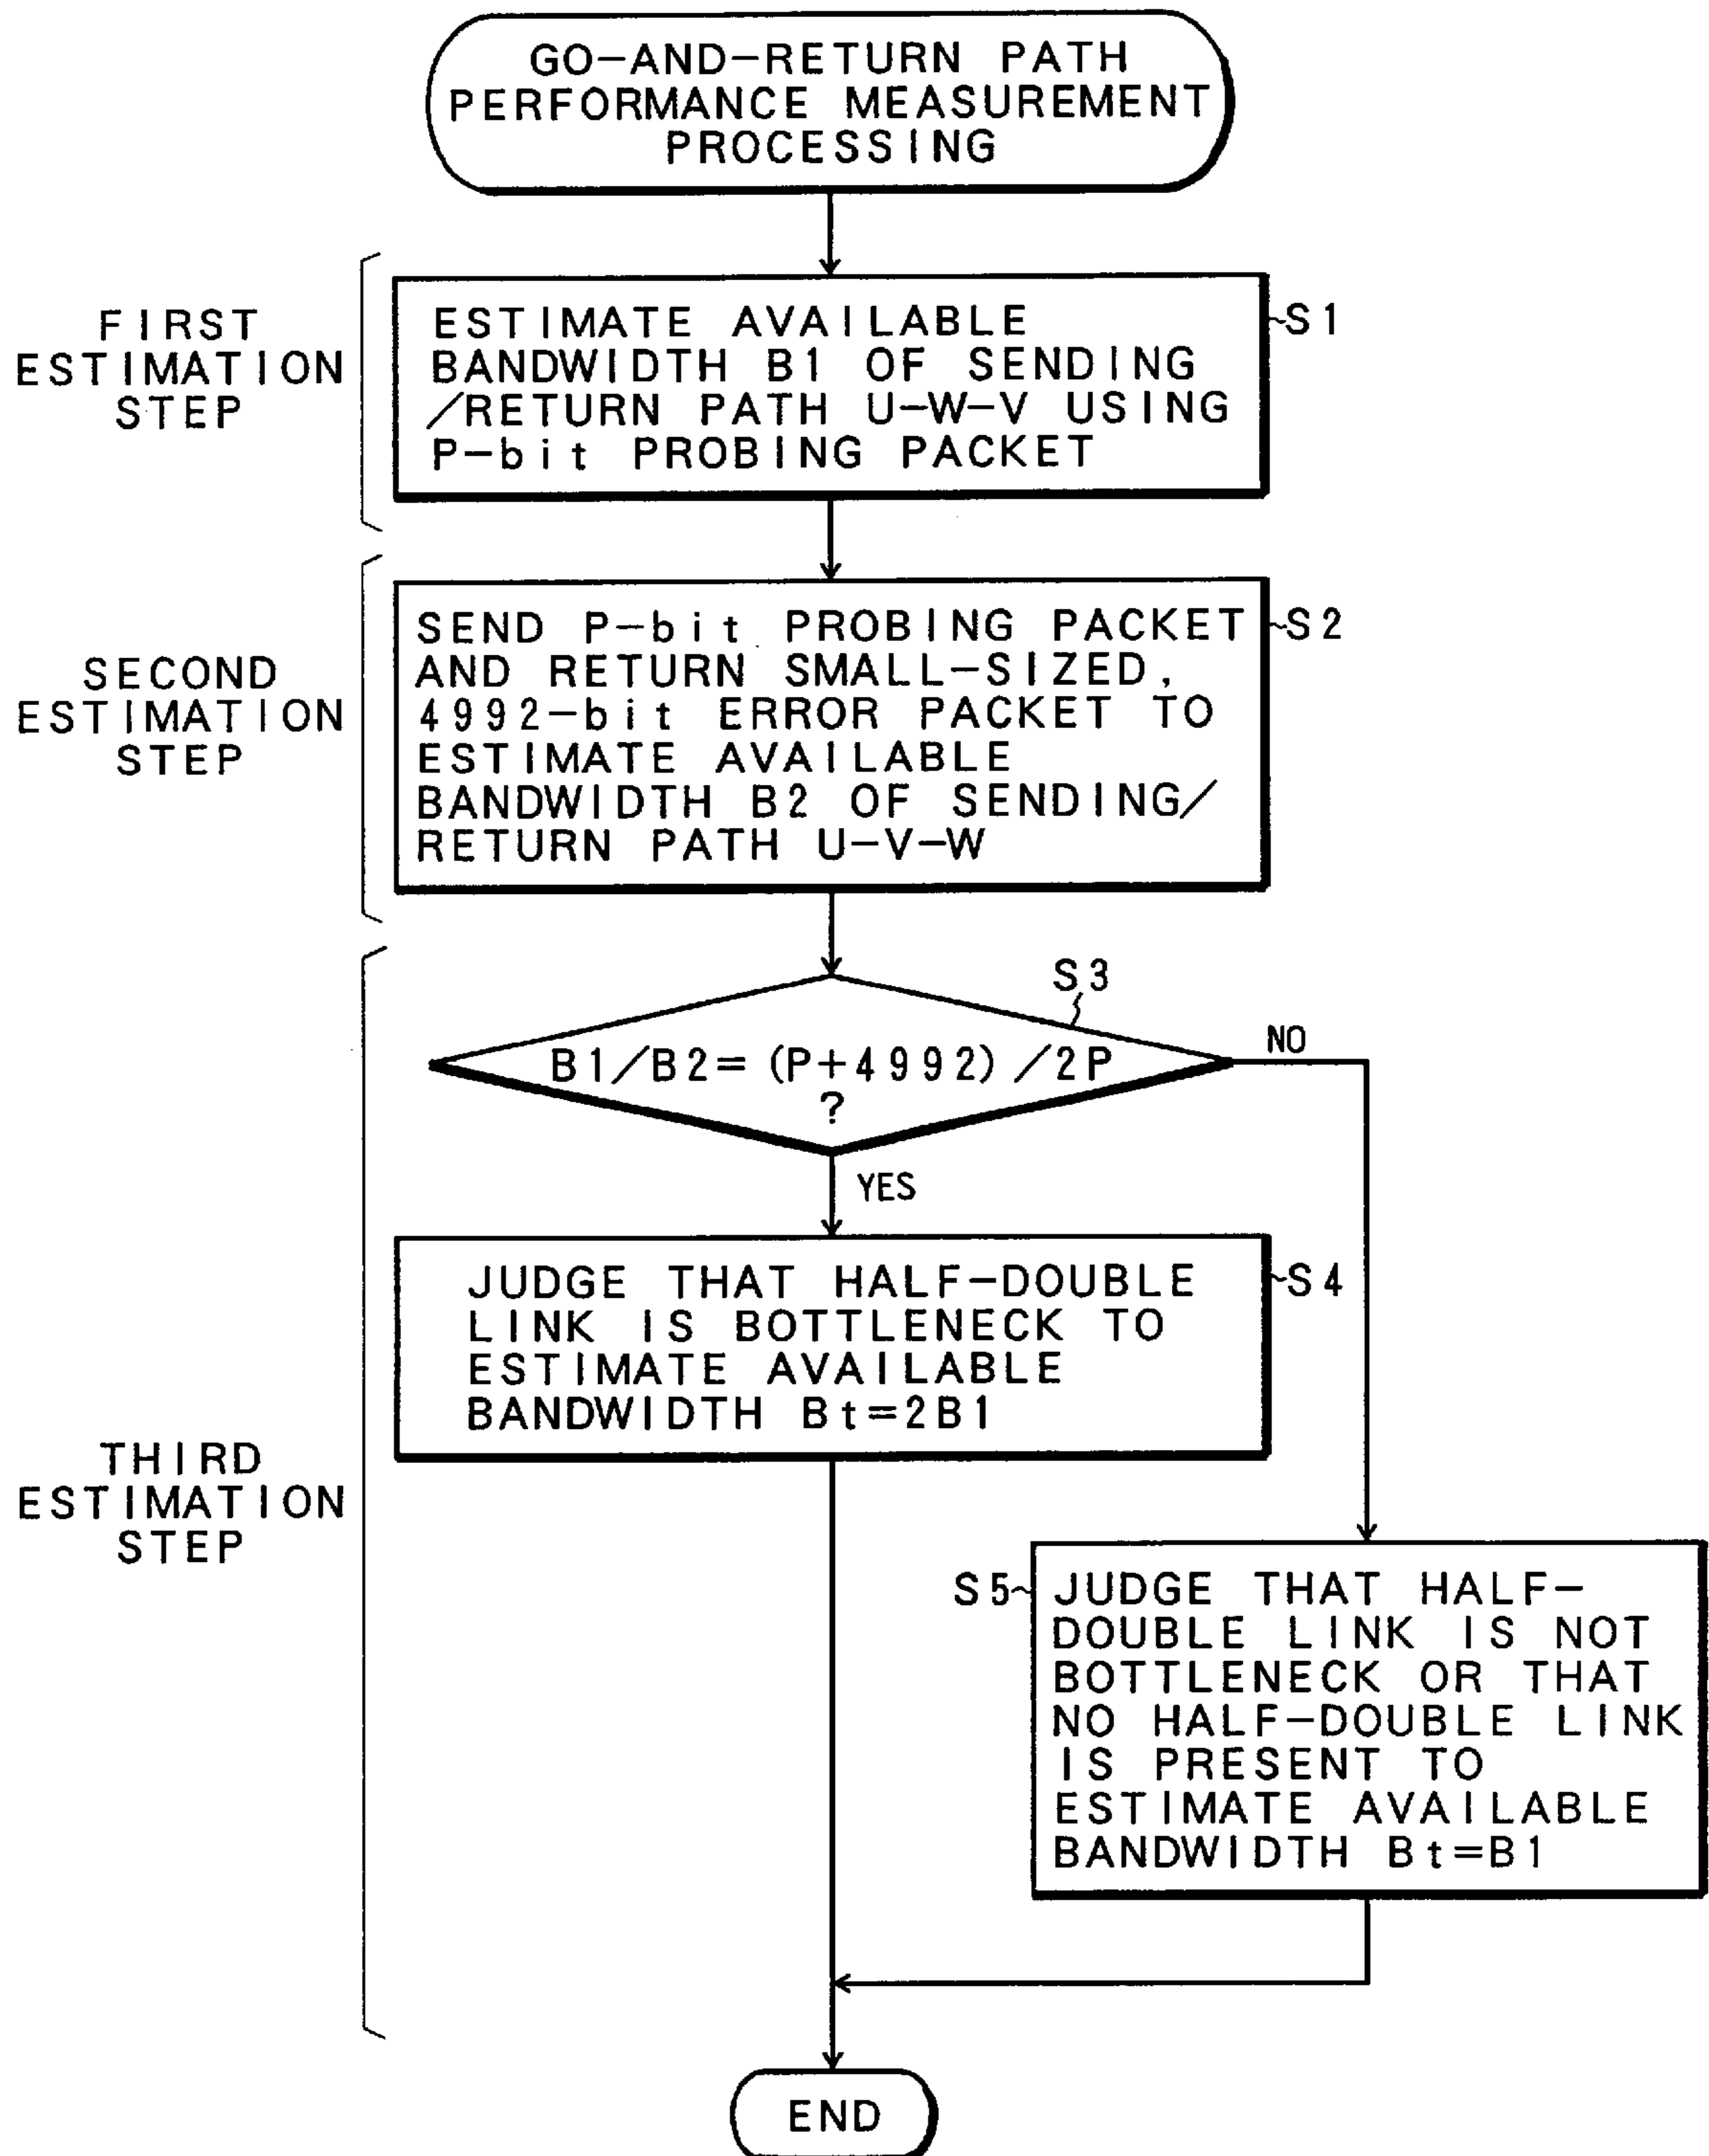 GO-AND-RETURN PATH
PERFORMANCE MEASUREMENT
PROCESSING
FIRST
ESTIMATION
STEP
ESTIMATE AVAILABLE
BANDWIDTH B1 OF SENDING
/RETURN PATH U-W-V USING
P-bit PROBING PACKET
S1
SECOND
ESTIMATION
STEP
SEND P-bit PROBING PACKET
AND RETURN SMALL-SIZED,
4992-bit ERROR PACKET TO
ESTIMATE AVAILABLE
BANDWIDTH B2 OF SENDING/
RETURN PATH U-V-W
S2
THIRD
ESTIMATION
STEP
S3
B1/B2=(P+4992)/2P
?
NO
YES
JUDGE THAT HALF-DOUBLE
LINK IS BOTTLENECK TO
ESTIMATE AVAILABLE
BANDWIDTH Bt=2B1
S4
S5
JUDGE THAT HALF-
DOUBLE LINK IS NOT
BOTTLENECK OR THAT
NO HALF-DOUBLE LINK
IS PRESENT TO
ESTIMATE AVAILABLE
BANDWIDTH Bt=B1
END